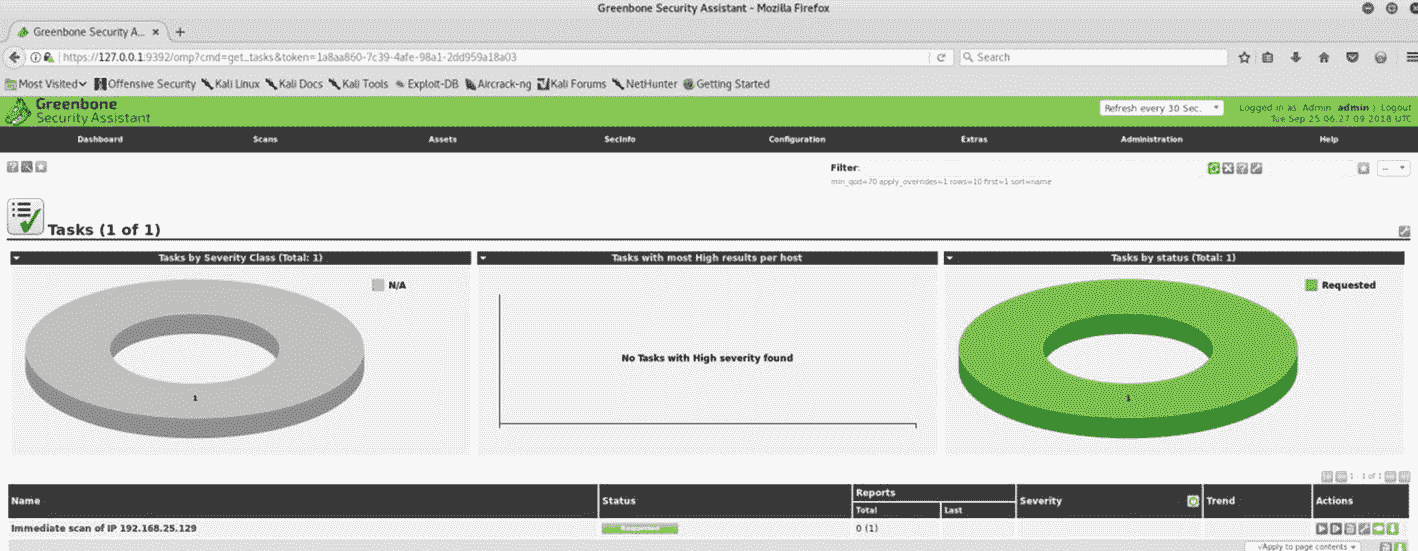 Greenbone Security Assistant - Mozilla Firefox
Greenbone Security A... × +
https://127.0.0.1:9392/omp?cmd=get_tasks&token=1a8aa860-7c39-4afe-98a1-2dd959a18a03 Search
Most Visited Offensive Security Kali Linux Kali Docs Kali Tools Exploit-DB Aircrack-ng Kali Forums NetHunter Getting Started
Greenbone
Security Assistant
Refresh every 30 Sec.
Logged in as Admin admin | Logout
Tue Sep 25 06:27:09 2018 UTC
Dashboard Scans Assets SecInfo Configuration Extras Administration Help
Filter:
min_qod=70 apply_overrides=1 rows=10 first=1 sort=name
--
Tasks (1 of 1)
Tasks by Severity Class (Total: 1) Tasks with most High results per host Tasks by status (Total: 1)
N/A
1
No Tasks with High severity found
Requested
1
1 - 1 of 1
Name Status Reports Severity Trend Actions
Total Last
Immediate scan of IP 192.168.25.129 Requested 0 (1)
√Apply to page contents